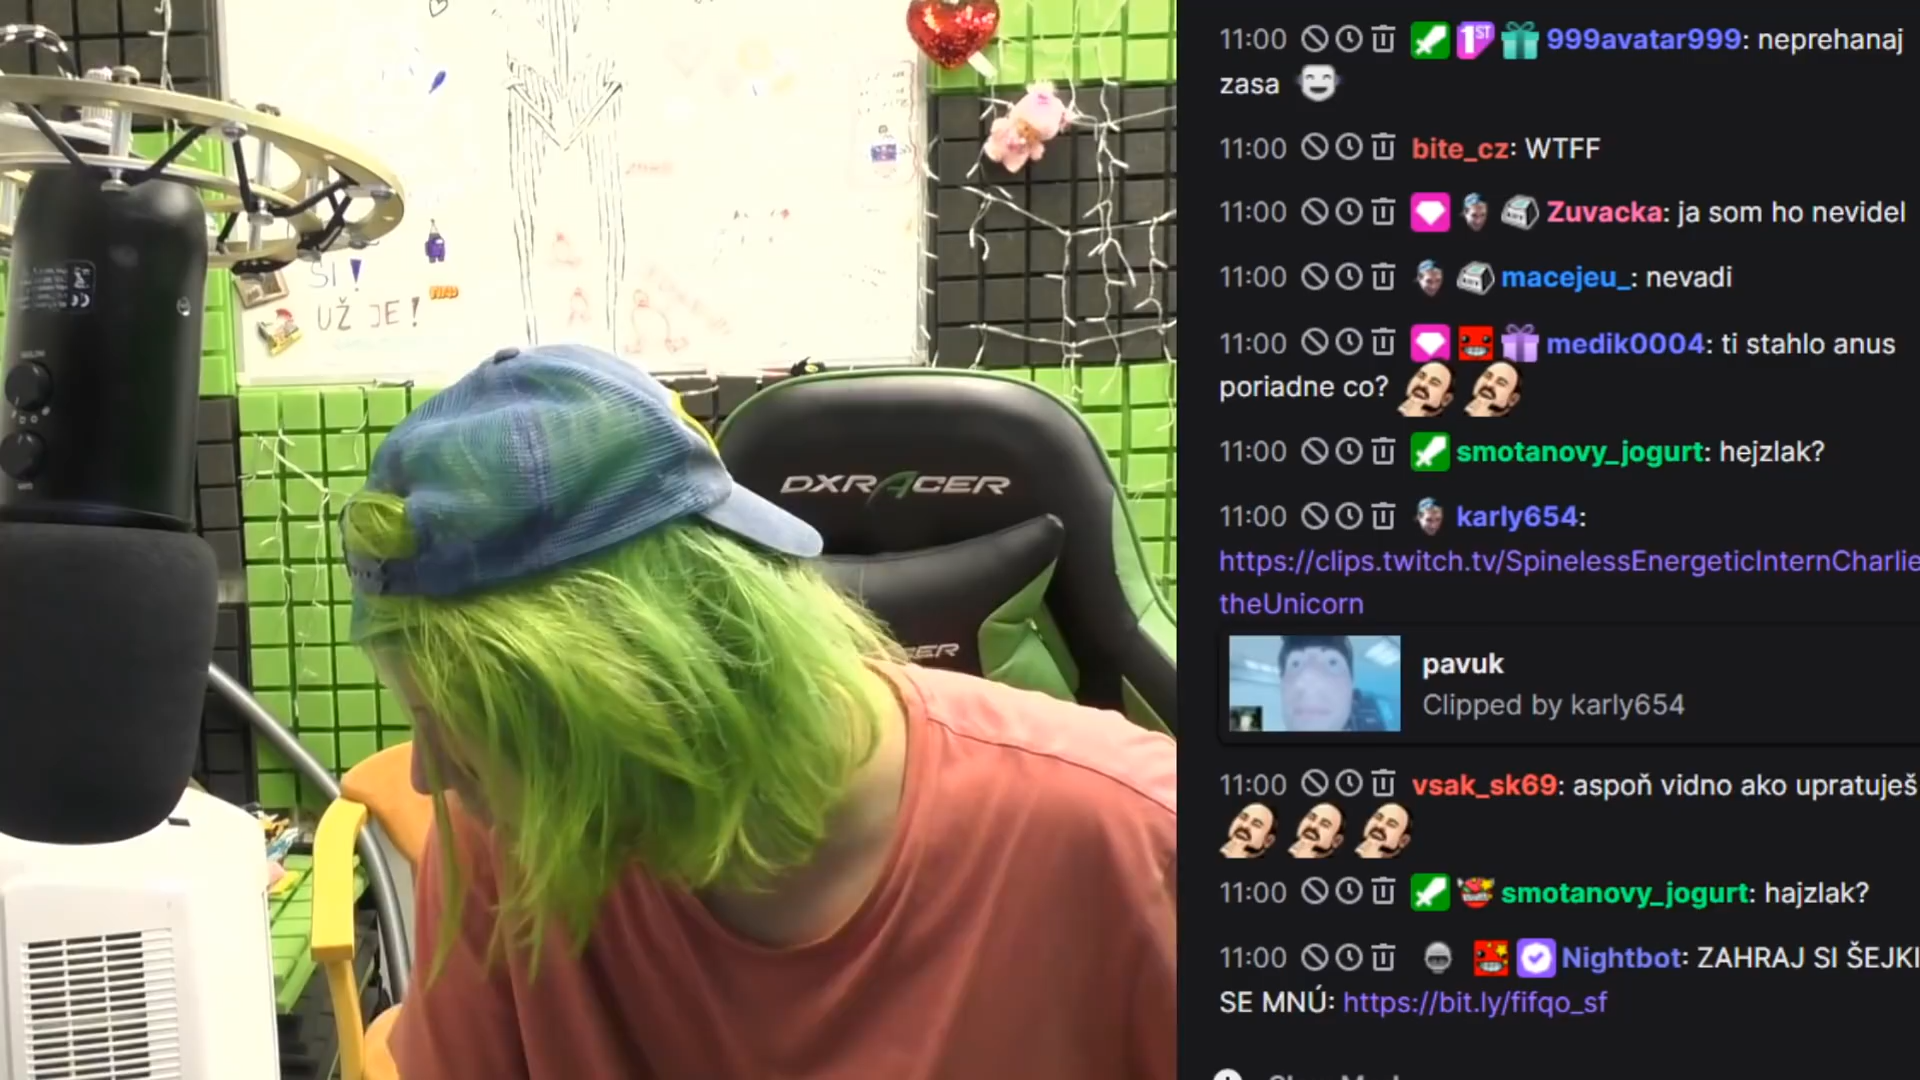 ŠI!
UŽ JE!
DXRACER
CER
11:00 1ST 999avatar999: neprehanaj
zasa
11:00 bite_cz: WTFF
11:00 Zuvacka: ja som ho nevidel
11:00 macejeu_: nevadi
11:00 medik0004: ti stahlo anus
poriadne co?
11:00 smotanovy_jogurt: hejzlak?
11:00 karly654:
https://clips.twitch.tv/SpinelessEnergeticInternCharlie
theUnicorn
pavuk
Clipped by karly654
11:00 vsak_sk69: aspoň vidno ako upratuješ
11:00 smotanovy_jogurt: hajzlak?
11:00 Nightbot: ZAHRAJ SI ŠEJKI
SE MNÚ: https://bit.ly/fifqo_sf